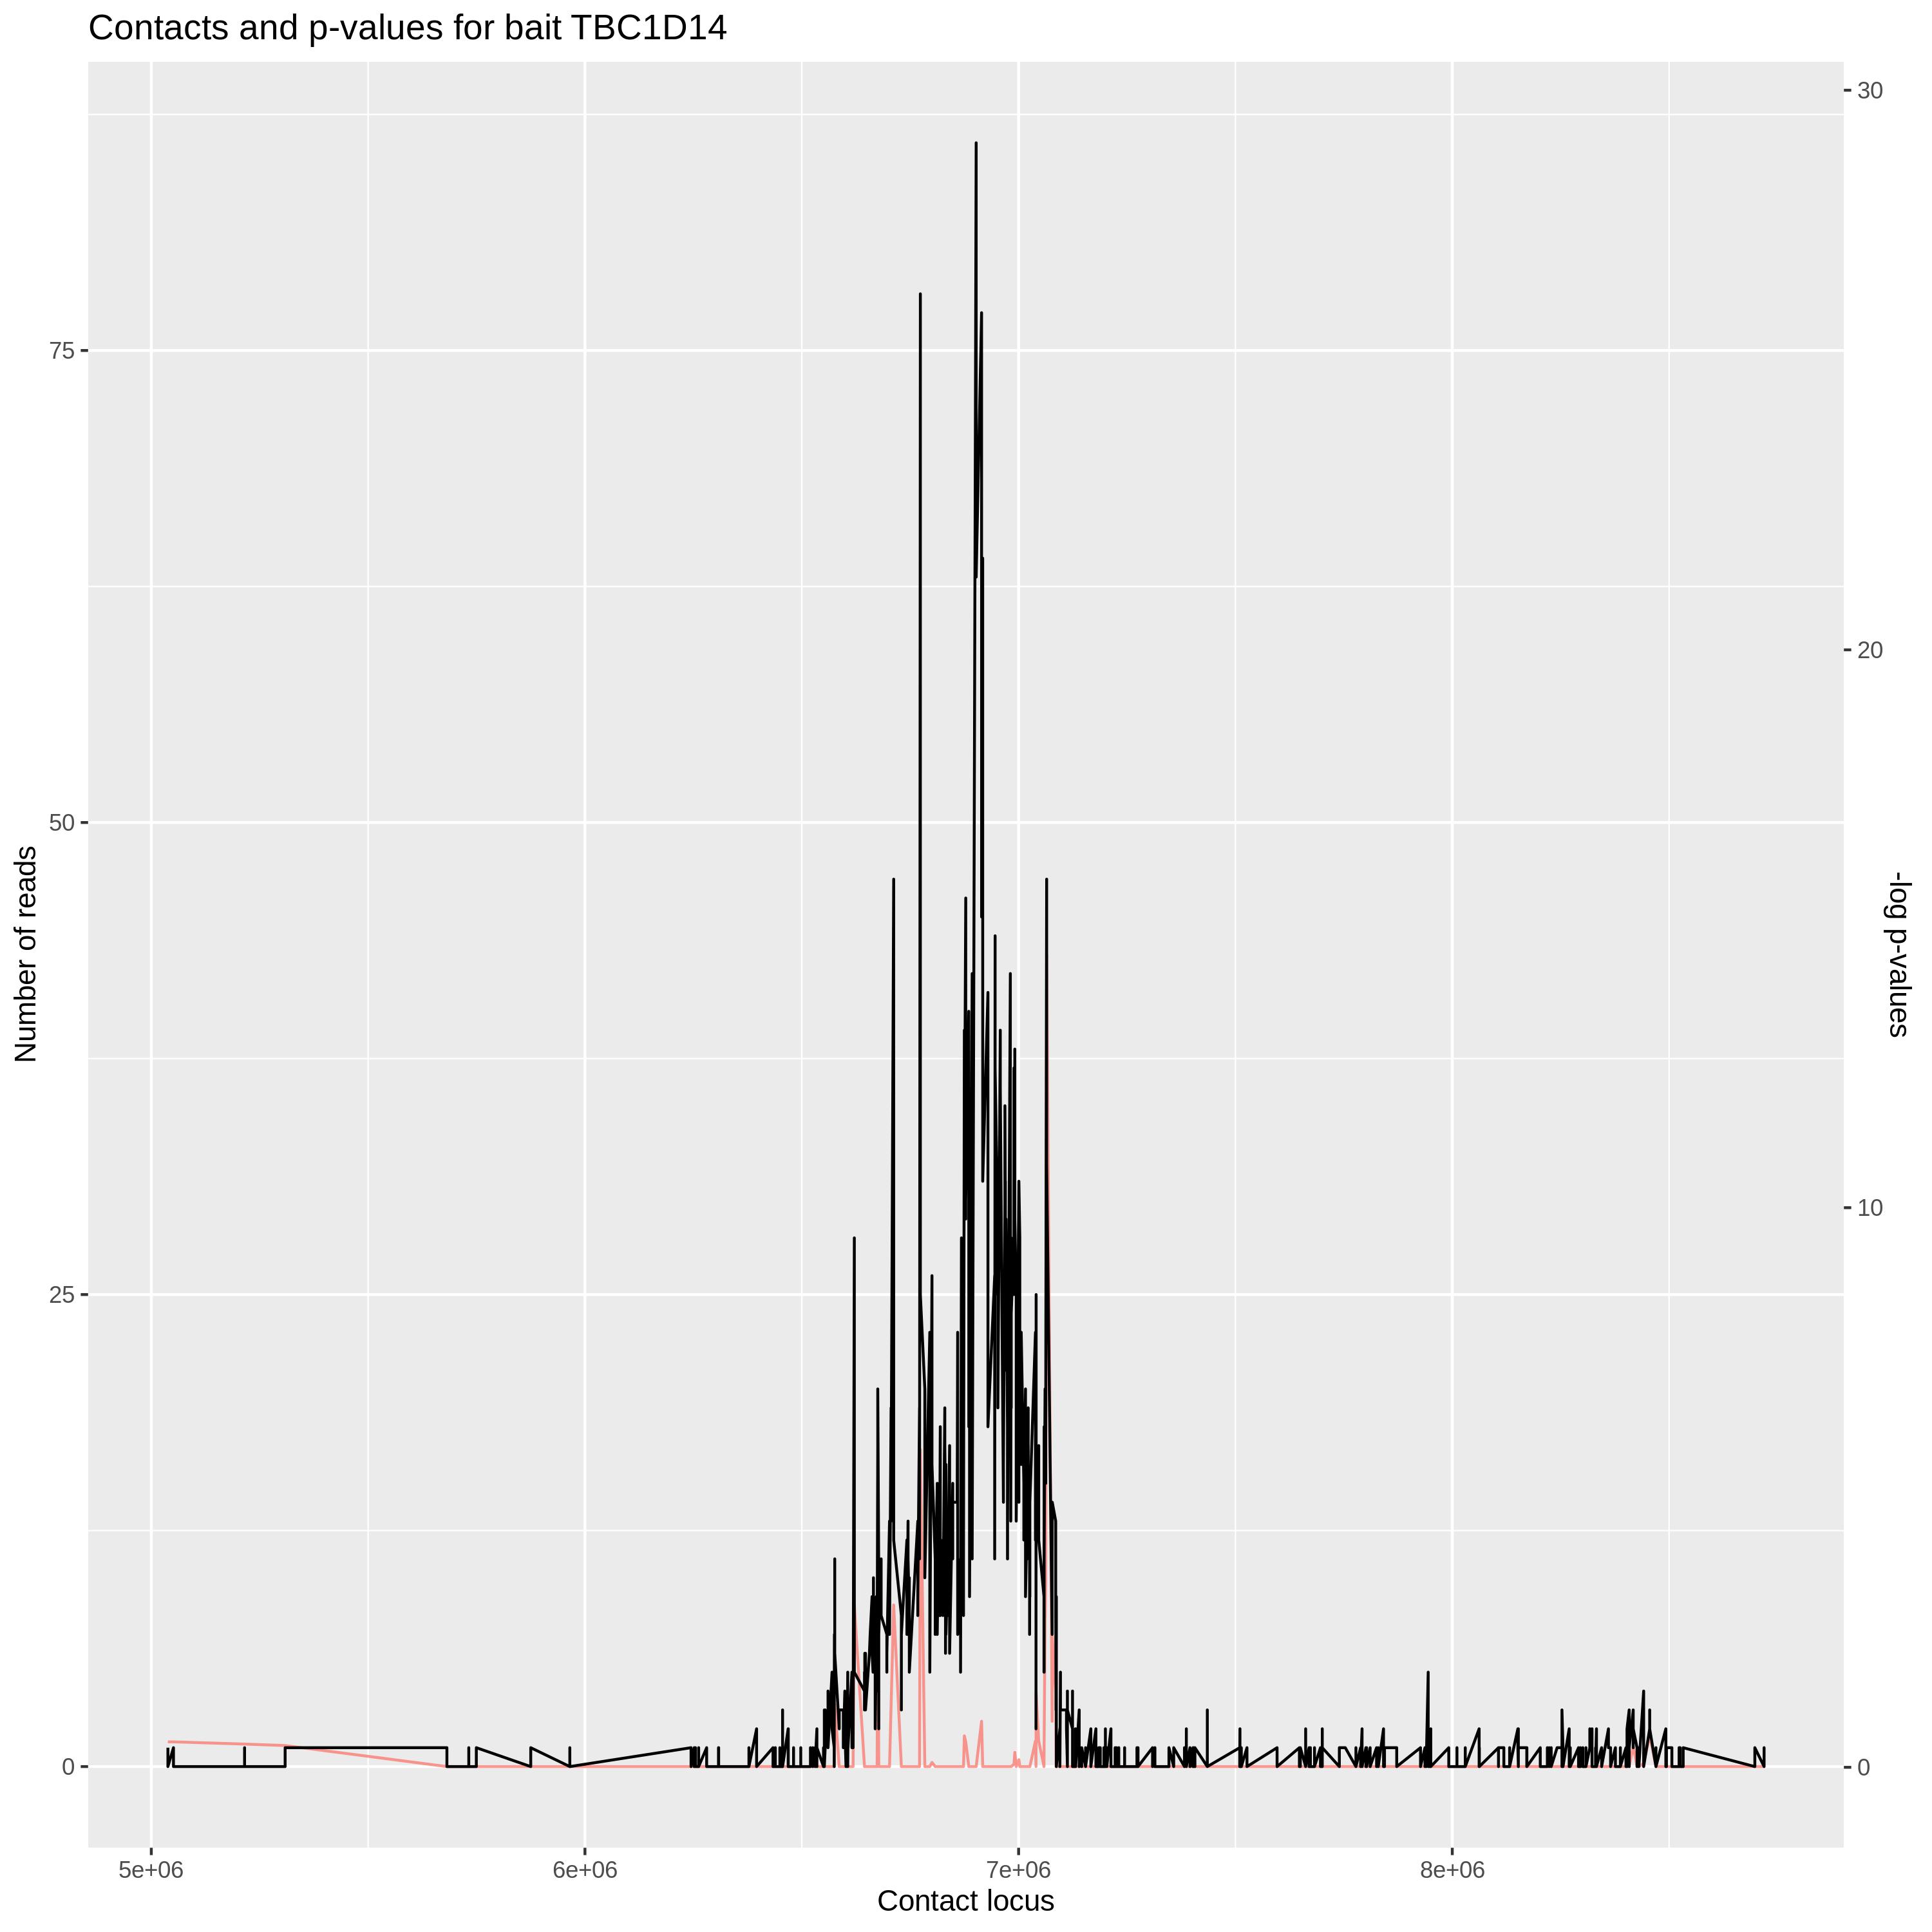 Contacts and p-values for bait TBC1D14
Number of reads
75
50
25
0
30
20
10
0
-log p-values
5e+06
6e+06
7e+06
8e+06
Contact locus